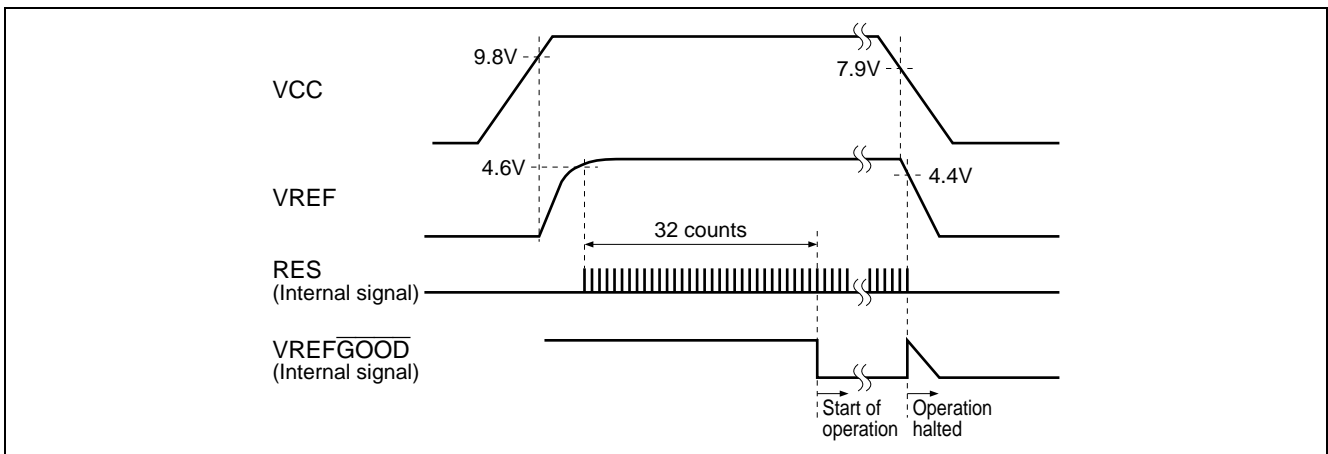 9.8V
7.9V
VCC
4.6V
4.4V
VREF
32 counts
RES
(Internal signal)
VREFGOOD
(Internal signal)
Start of
operation
Operation
halted